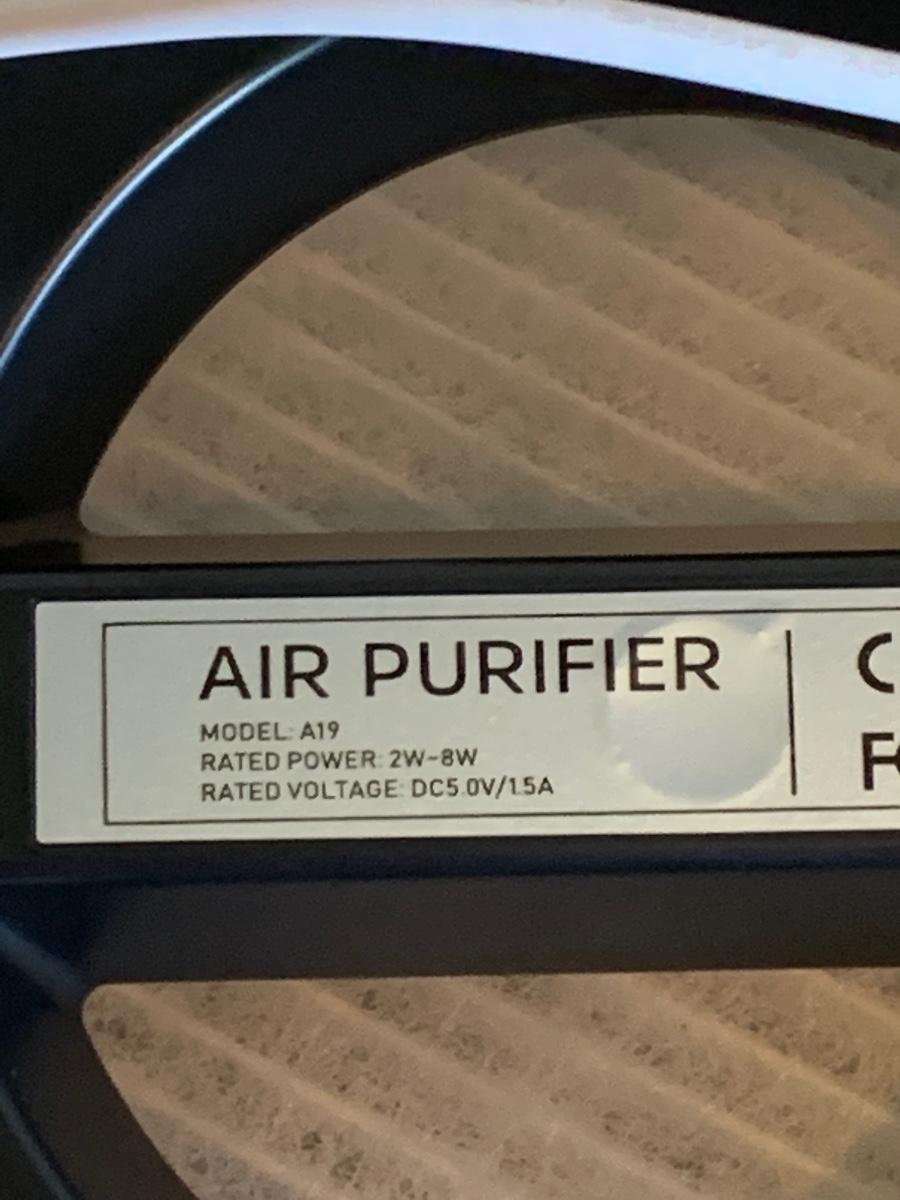 AIR PURIFIER
MODEL: A19
RATED POWER: 2W~8W
RATED VOLTAGE: DC5.0V/1.5A